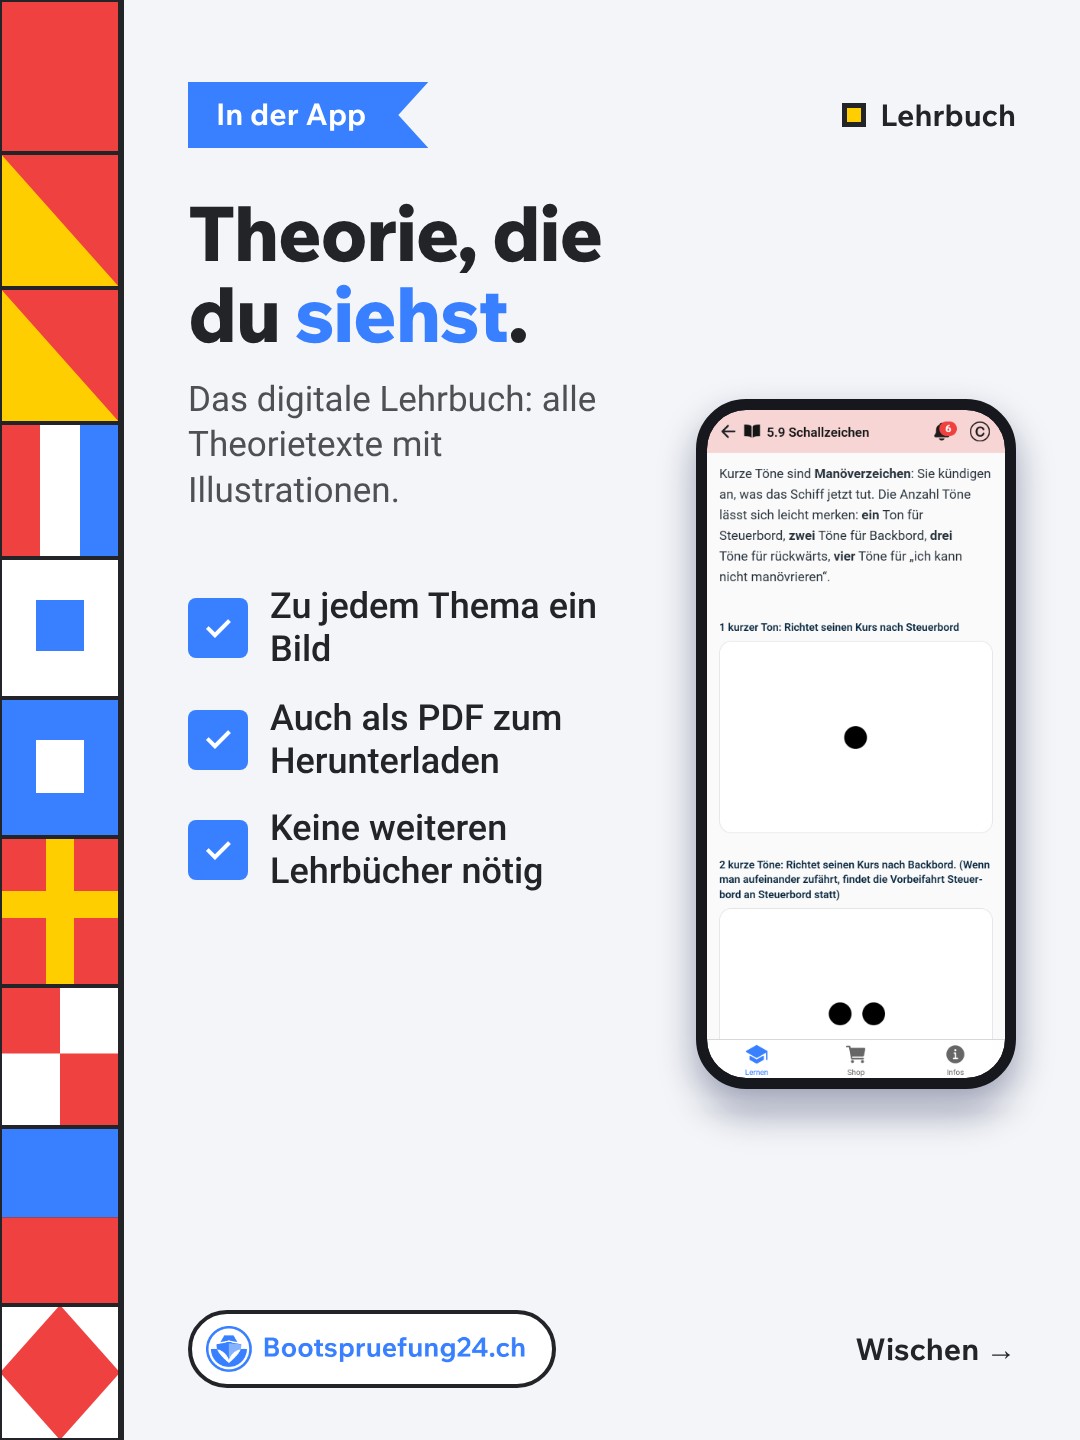 In der App
Lehrbuch
Theorie, die
du siehst.
Das digitale Lehrbuch: alle
Theorietexte mit
Illustrationen.
Zu jedem Thema ein
Bild
Auch als PDF zum
Herunterladen
Keine weiteren
Lehrbücher nötig
5.9 Schallzeichen
6
C
Kurze Töne sind Manöverzeichen: Sie kündigen
an, was das Schiff jetzt tut. Die Anzahl Töne
lässt sich leicht merken: ein Ton für
Steuerbord, zwei Töne für Backbord, drei
Töne für rückwärts, vier Töne für „ich kann
nicht manövrieren“.
1 kurzer Ton: Richtet seinen Kurs nach Steuerbord
2 kurze Töne: Richtet seinen Kurs nach Backbord. (Wenn
man aufeinander zufährt, findet die Vorbeifahrt Steuer-
bord an Steuerbord statt)
Lernen
Shop
Infos
Bootspruefung24.ch
Wischen →